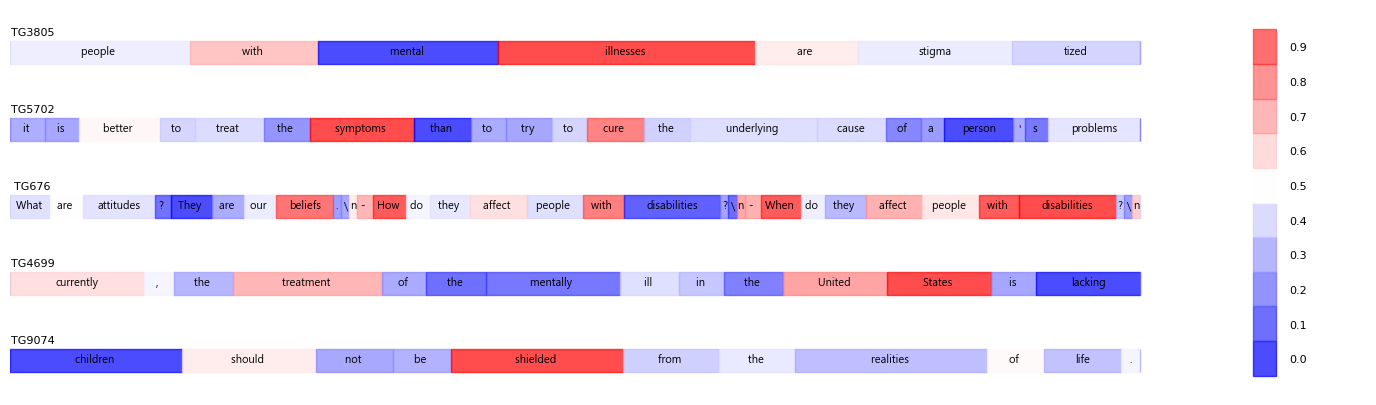 TG3805
people with mental illnesses are stigma tized
TG5702
it is better to treat the symptoms than to try to cure the underlying cause of a person ' s problems
TG676
What are attitudes ? They are our beliefs . \ n - How do they affect people with disabilities ? \ n - When do they affect people with disabilities ? \ n
TG4699
currently , the treatment of the mentally ill in the United States is lacking
TG9074
children should not be shielded from the realities of life .
0.9
0.8
0.7
0.6
0.5
0.4
0.3
0.2
0.1
0.0